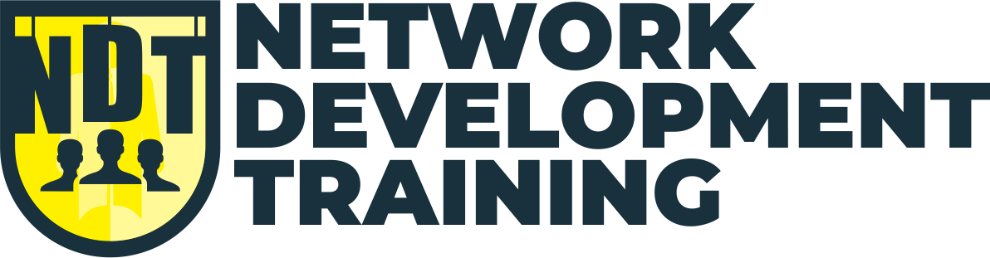 NDT
NETWORK
DEVELOPMENT
TRAINING